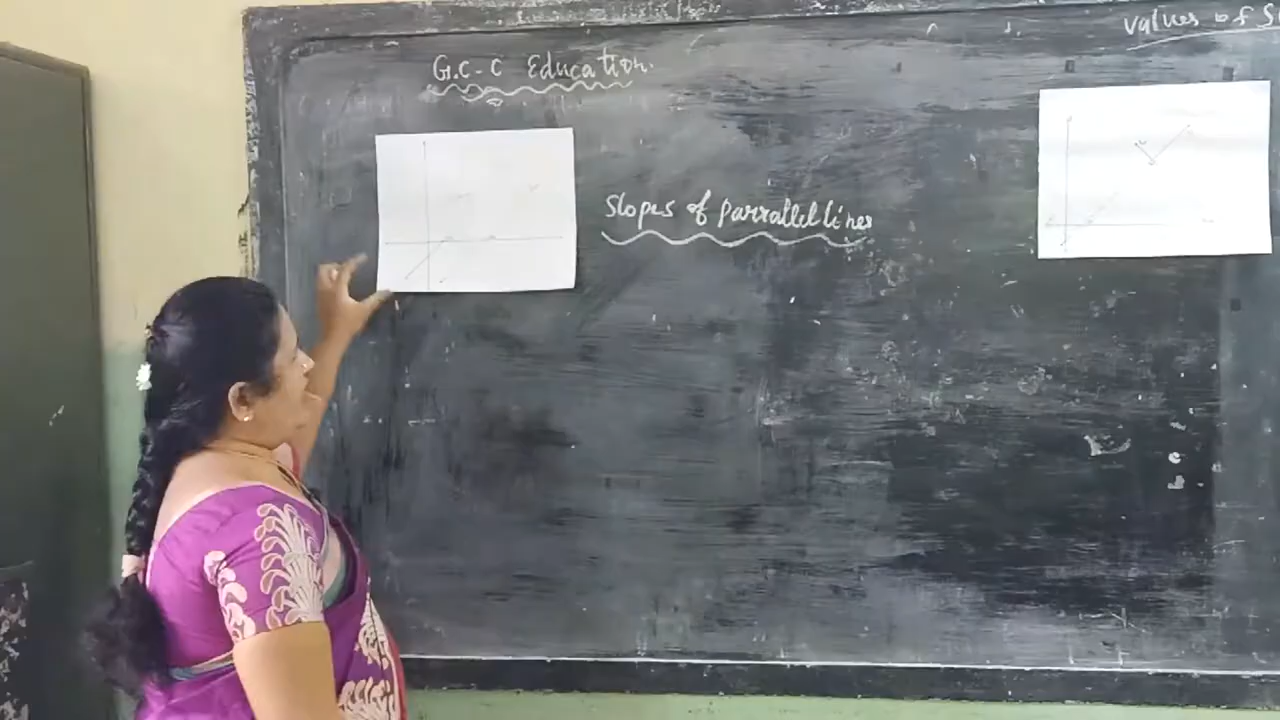 G.C-C Education.
values of
Slopes of parrallel lines